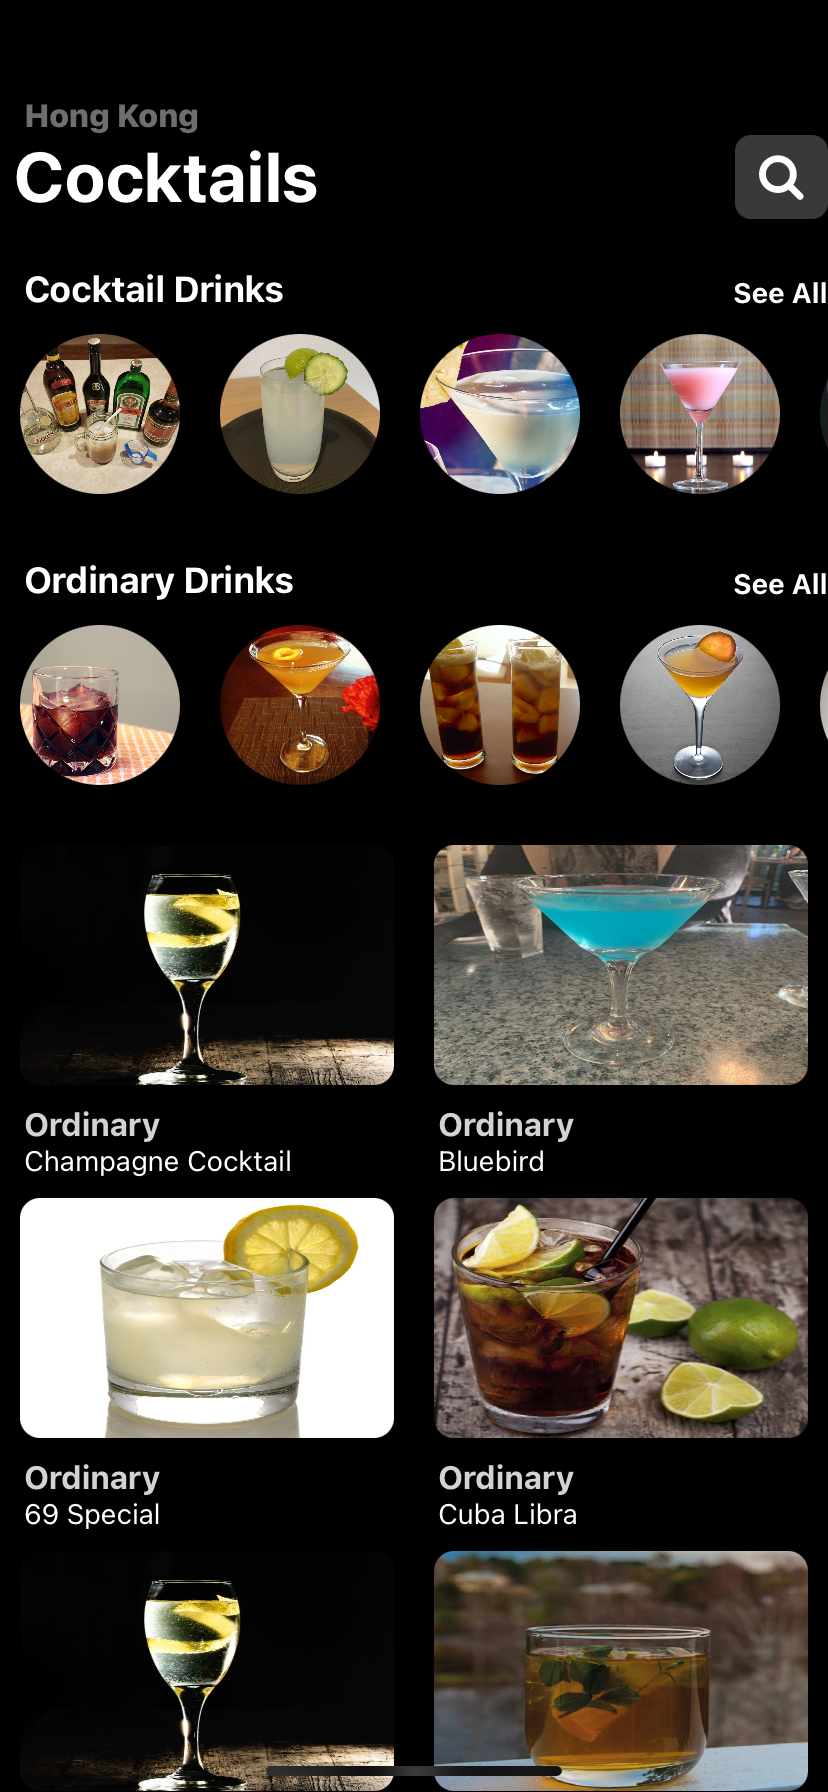 Hong Kong
Cocktails
Cocktail Drinks
See All
Ordinary Drinks
See All
Ordinary
Champagne Cocktail
Ordinary
Bluebird
Ordinary
69 Special
Ordinary
Cuba Libra